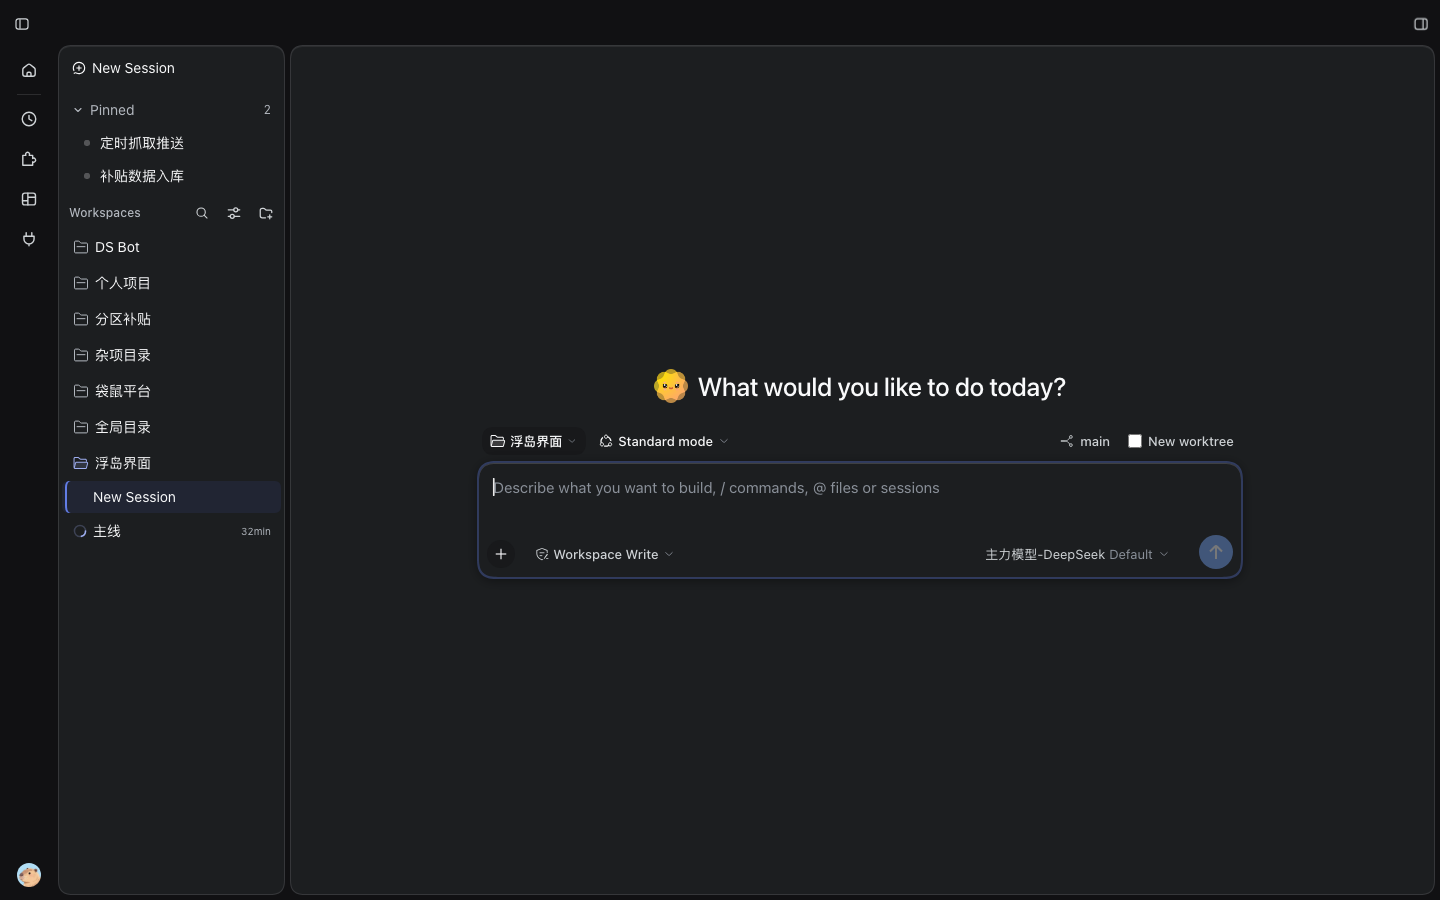 New Session
Pinned 2
定时抓取推送
补贴数据入库
Workspaces
DS Bot
个人项目
分区补贴
杂项目录
袋鼠平台
全局目录
浮岛界面
New Session
主线 32min
What would you like to do today?
浮岛界面 Standard mode main New worktree
Describe what you want to build, / commands, @ files or sessions
Workspace Write 主力模型-DeepSeek Default